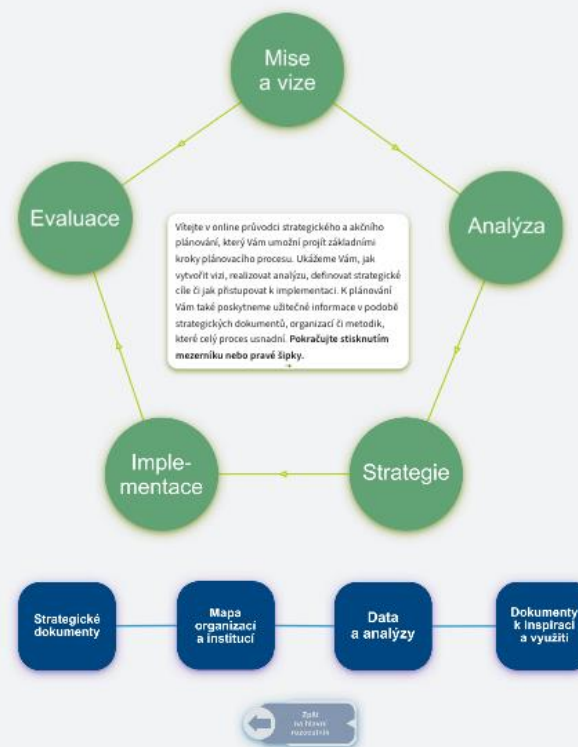 Mise
a vize
Evaluace
Analýza
Vítejte v online průvodci strategického a akčního
plánování, který Vám umožní projít základními
kroky plánovacího procesu. Ukážeme Vám, jak
vytvořit vizi, realizovat analýzu, definovat strategické
cíle či jak přistupovat k implementaci. K plánování
Vám také poskytneme užitečné informace v podobě
strategických dokumentů, organizací či metodik,
které celý proces usnadní. Pokračujte stisknutím
mezerníku nebo pravé šipky.
Imple-
mentace
Strategie
Strategické
dokumenty
Mapa
organizací
a institucí
Data
a analýzy
Dokumenty
k inspiraci
a využití
Zpět
na hlavní
rozcestník